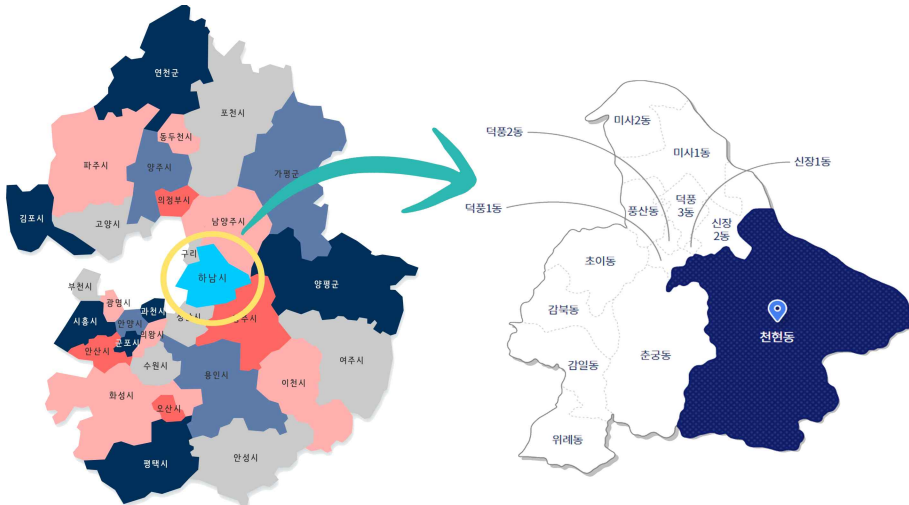 연천군
포천시
동두천시
파주시
양주시
가평군
의정부시
김포시
고양시
남양주시
구리
하남시
양평군
부천시
광명시
과천시
시흥시
안양시
군포시
의왕시
안산시
수원시
용인시
이천시
여주시
화성시
오산시
평택시
안성시
미사2동
덕풍2동
미사1동
신장1동
덕풍1동
풍산동
덕풍
3동
신장
2동
초이동
감북동
천현동
감일동
춘궁동
위례동